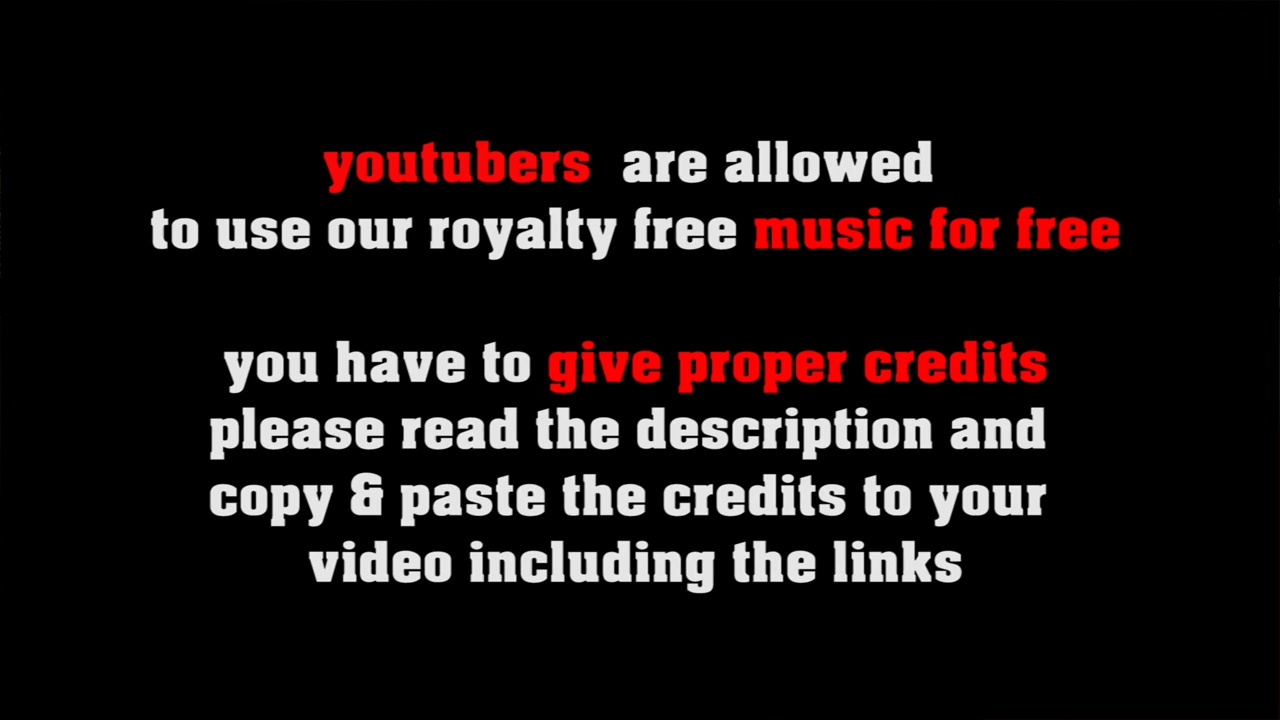 youtubers are allowed
to use our royalty free music for free
you have to give proper credits
please read the description and
copy & paste the credits to your
video including the links